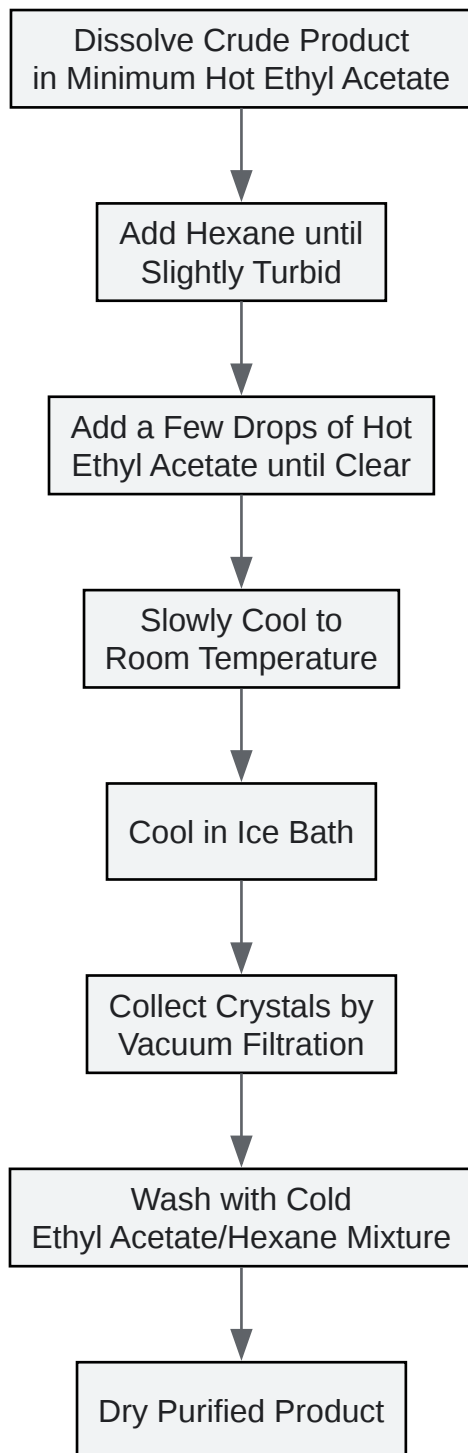 Dissolve Crude Product
in Minimum Hot Ethyl Acetate
Add Hexane until
Slightly Turbid
Add a Few Drops of Hot
Ethyl Acetate until Clear
Slowly Cool to
Room Temperature
Cool in Ice Bath
Collect Crystals by
Vacuum Filtration
Wash with Cold
Ethyl Acetate/Hexane Mixture
Dry Purified Product